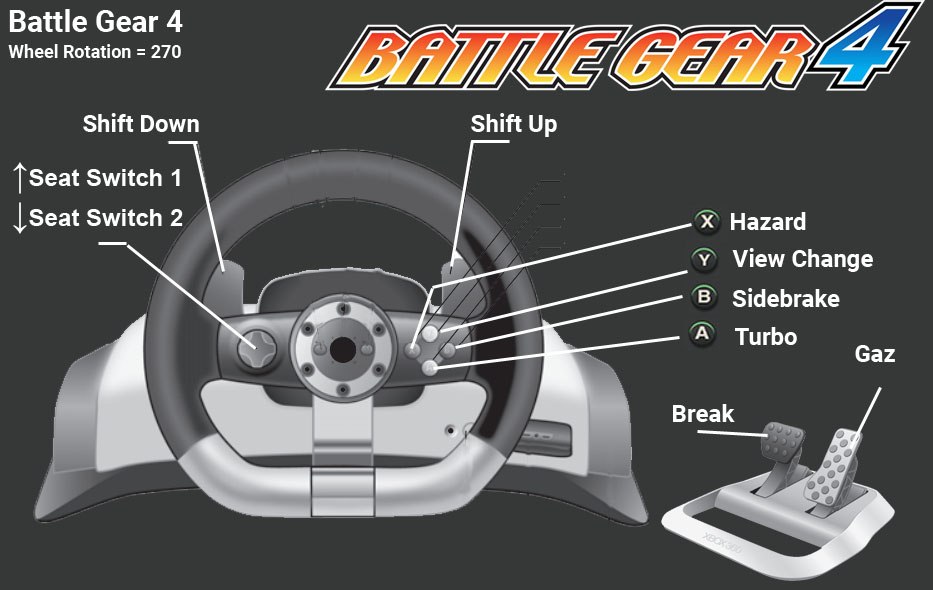 Battle Gear 4
Wheel Rotation = 270
BATTLE GEAR 4
Shift Down
Shift Up
↑Seat Switch 1
↓Seat Switch 2
X Hazard
Y View Change
B Sidebrake
A Turbo
Gaz
Break
XBOX 360